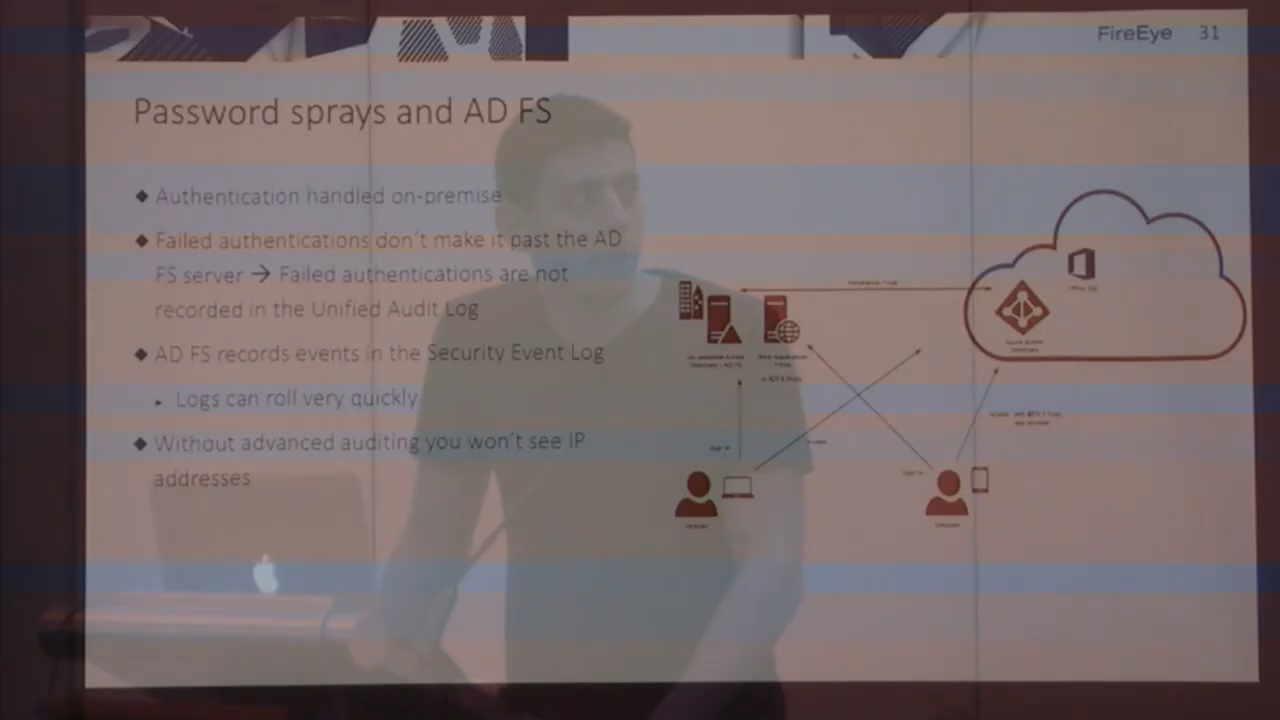 FireEye 31
Password sprays and AD FS
◆ Authentication handled on-premise
◆ Failed authentications don't make it past the AD
FS server → Failed authentications are not
recorded in the Unified Audit Log
◆ AD FS records events in the Security Event Log
▸ Logs can roll very quickly
◆ Without advanced auditing you won't see IP
addresses